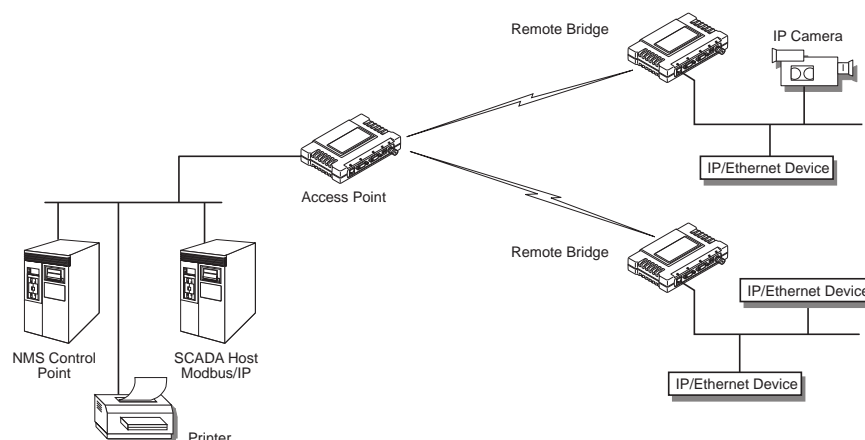 Remote Bridge
IP Camera
IP/Ethernet Device
Access Point
Remote Bridge
IP/Ethernet Device
NMS Control
Point
SCADA Host
Modbus/IP
IP/Ethernet Device
Printer